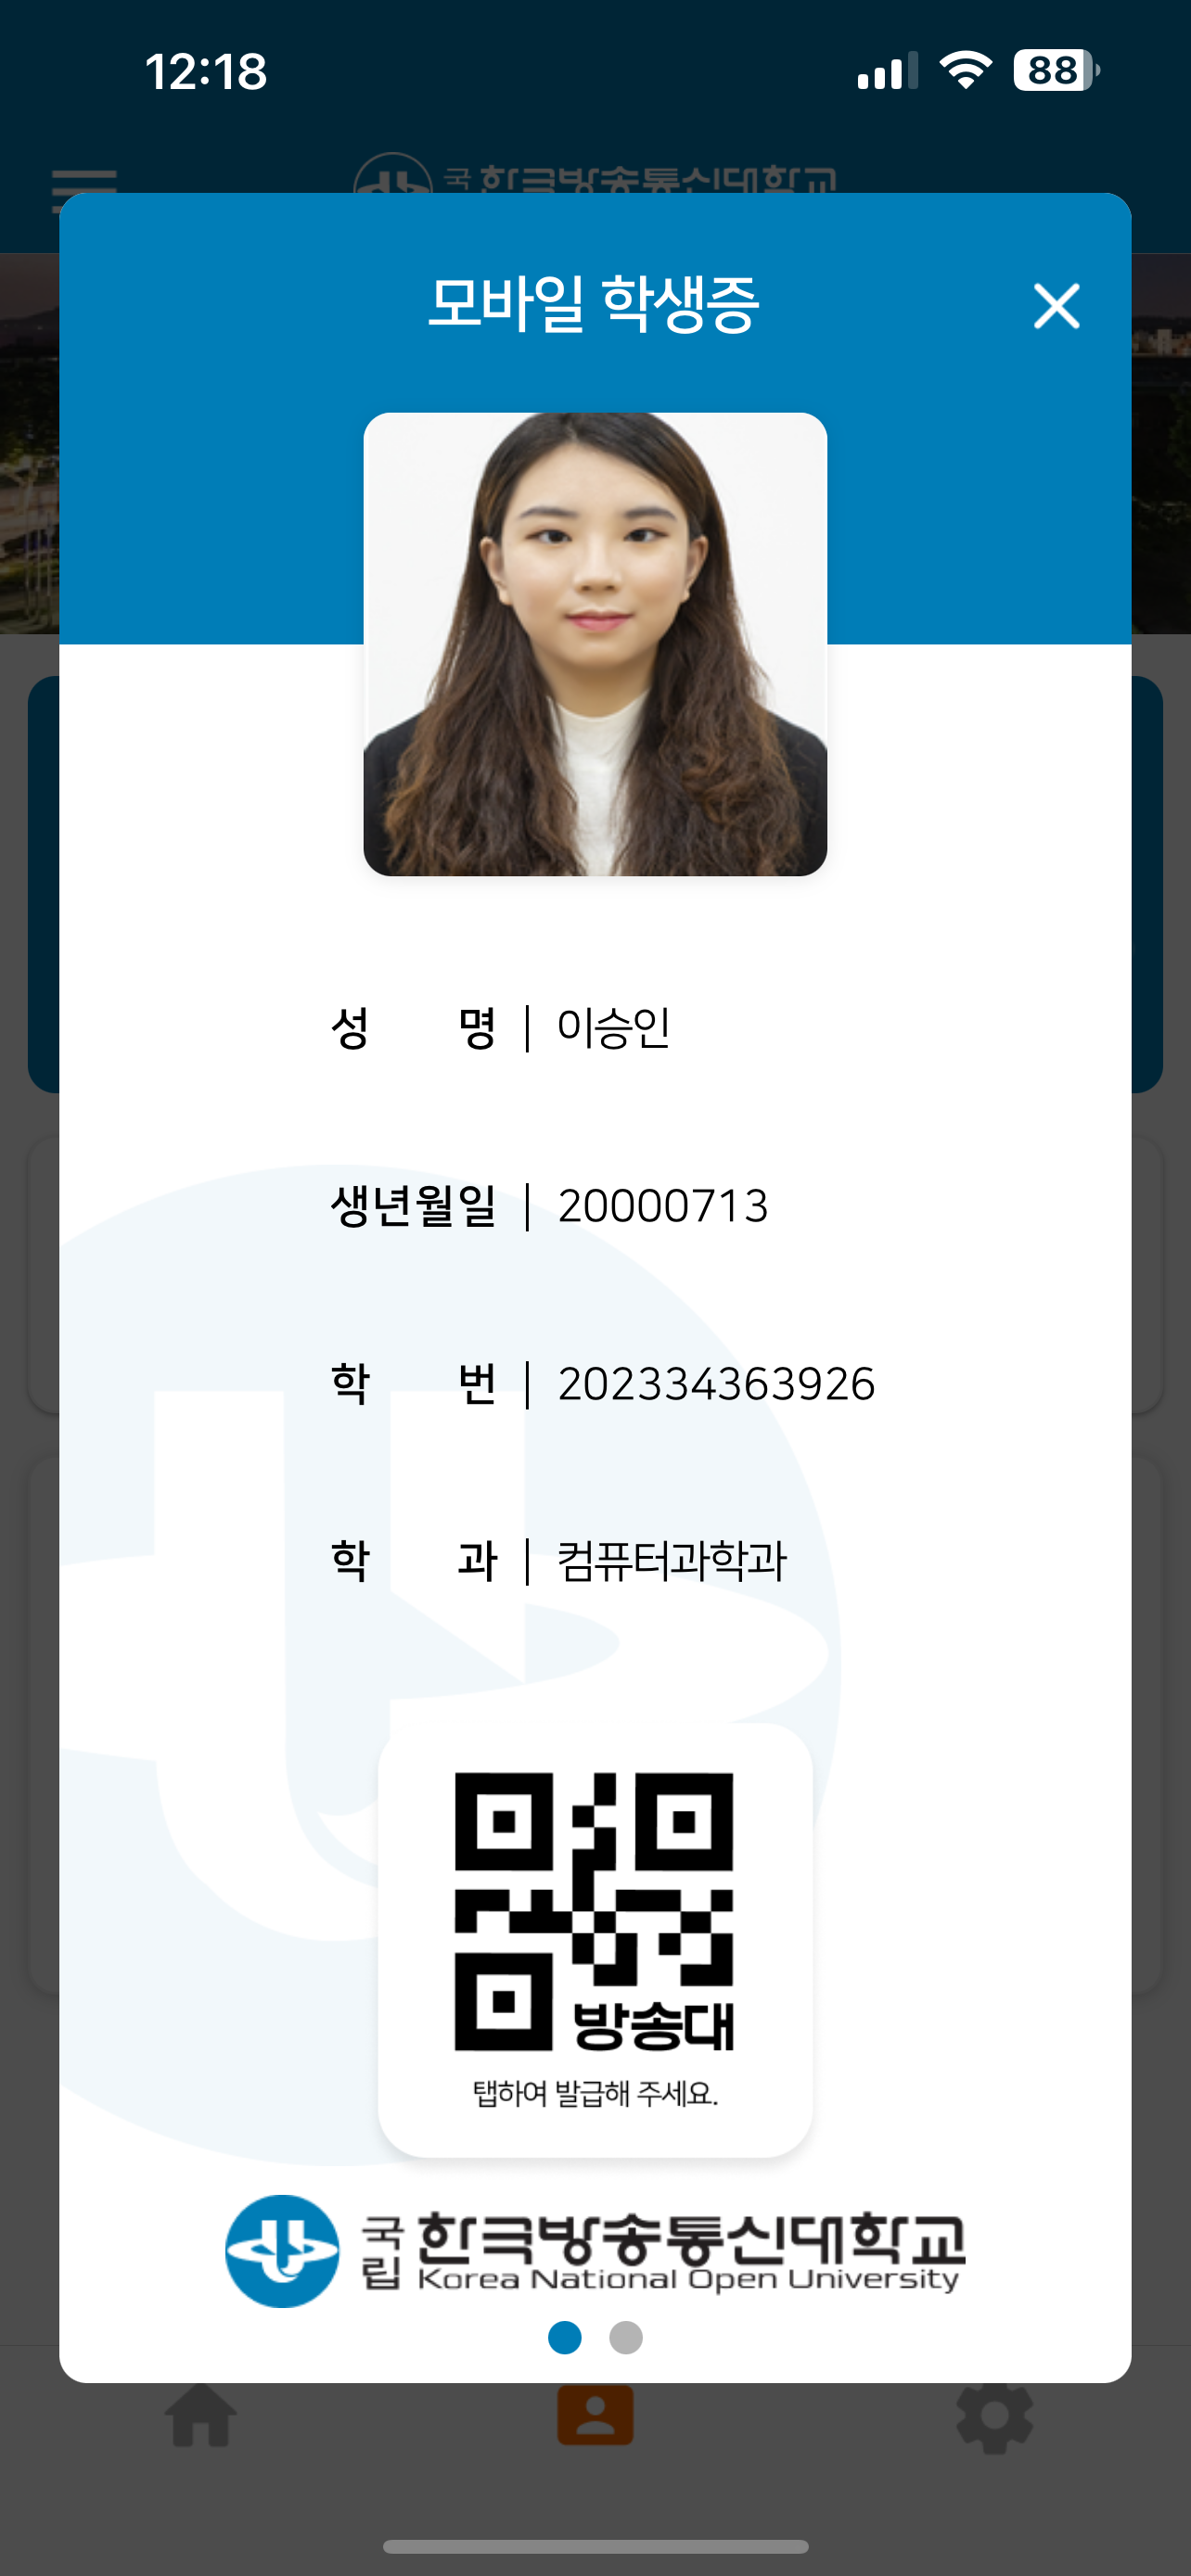 12:18
88
국 한국방송통신대학교
모바일 학생증
성 명 | 이승인
생년월일 | 20000713
학 번 | 202334363926
학 과 | 컴퓨터과학과
방송대
탭하여 발급해 주세요.
국립 한국방송통신대학교
Korea National Open University